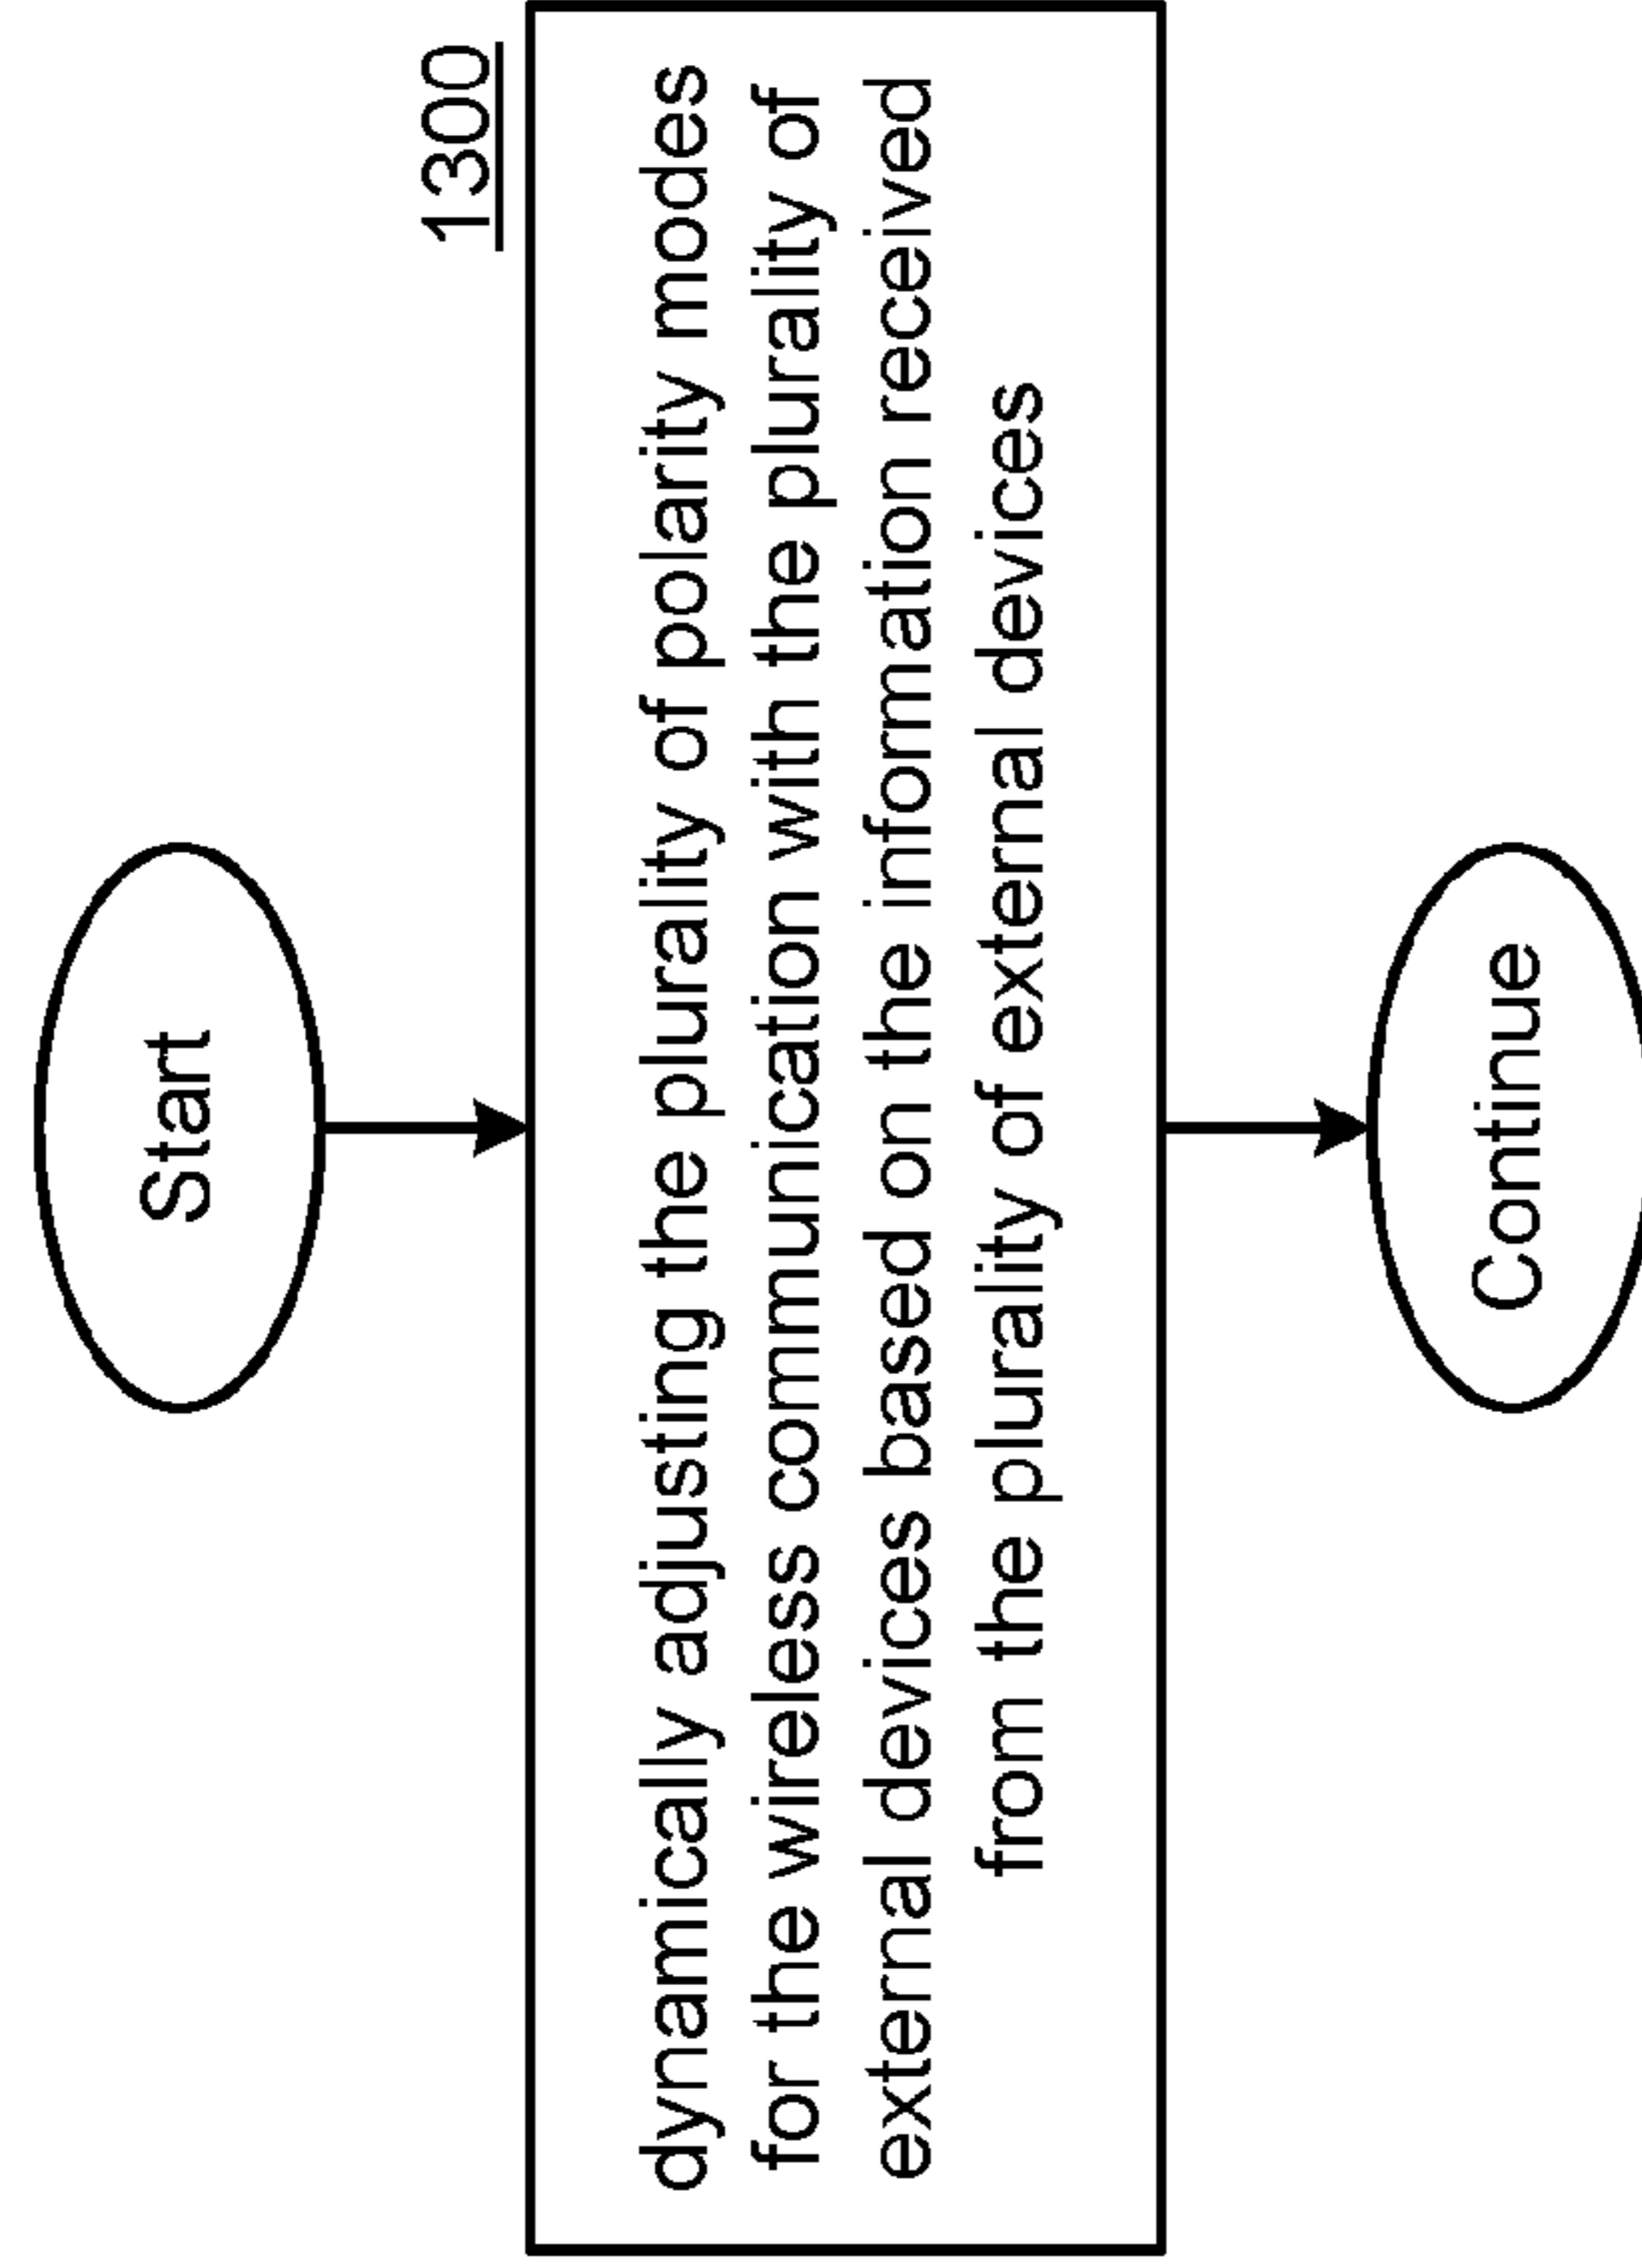 Start
1300
dynamically adjusting the plurality of polarity modes
for the wireless communication with the plurality of
external devices based on the information received
from the plurality of external devices
Continue